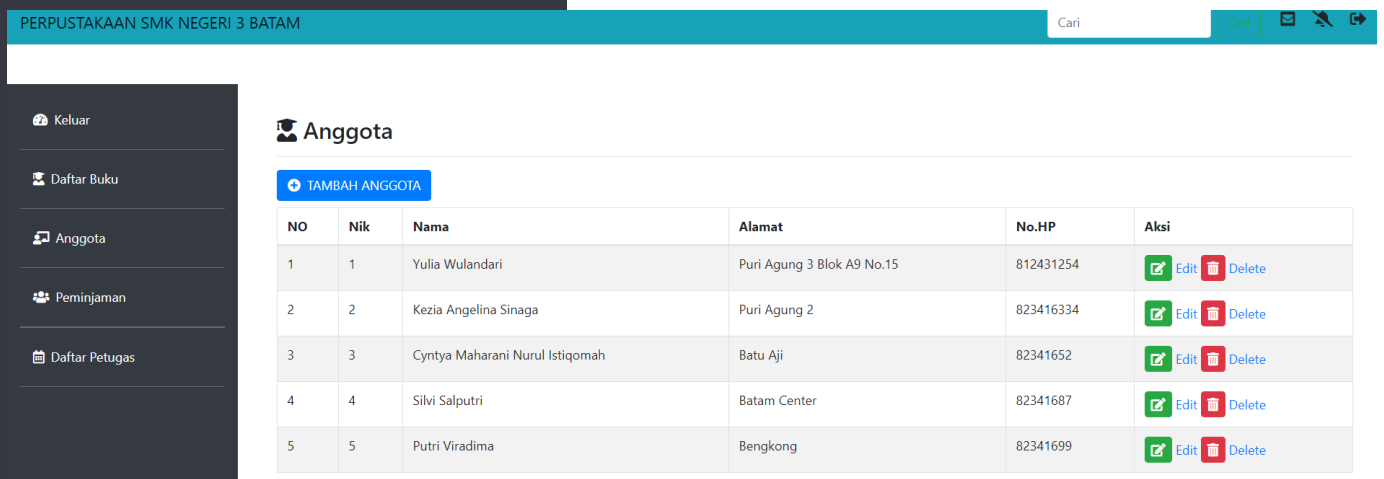 PERPUSTAKAAN SMK NEGERI 3 BATAM
Cari
Cari
Keluar
Daftar Buku
Anggota
Peminjaman
Daftar Petugas
Anggota
TAMBAH ANGGOTA
NO Nik Nama Alamat No.HP Aksi
1 1 Yulia Wulandari Puri Agung 3 Blok A9 No.15 812431254 Edit Delete
2 2 Kezia Angelina Sinaga Puri Agung 2 823416334 Edit Delete
3 3 Cyntya Maharani Nurul Istiqomah Batu Aji 82341652 Edit Delete
4 4 Silvi Salputri Batam Center 82341687 Edit Delete
5 5 Putri Viradima Bengkong 82341699 Edit Delete